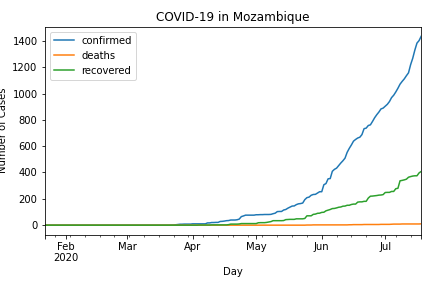 COVID-19 in Mozambique
confirmed
deaths
recovered
1400
1200
1000
800
600
400
200
0
Number of Cases
Feb
2020
Mar
Apr
May
Jun
Jul
Day